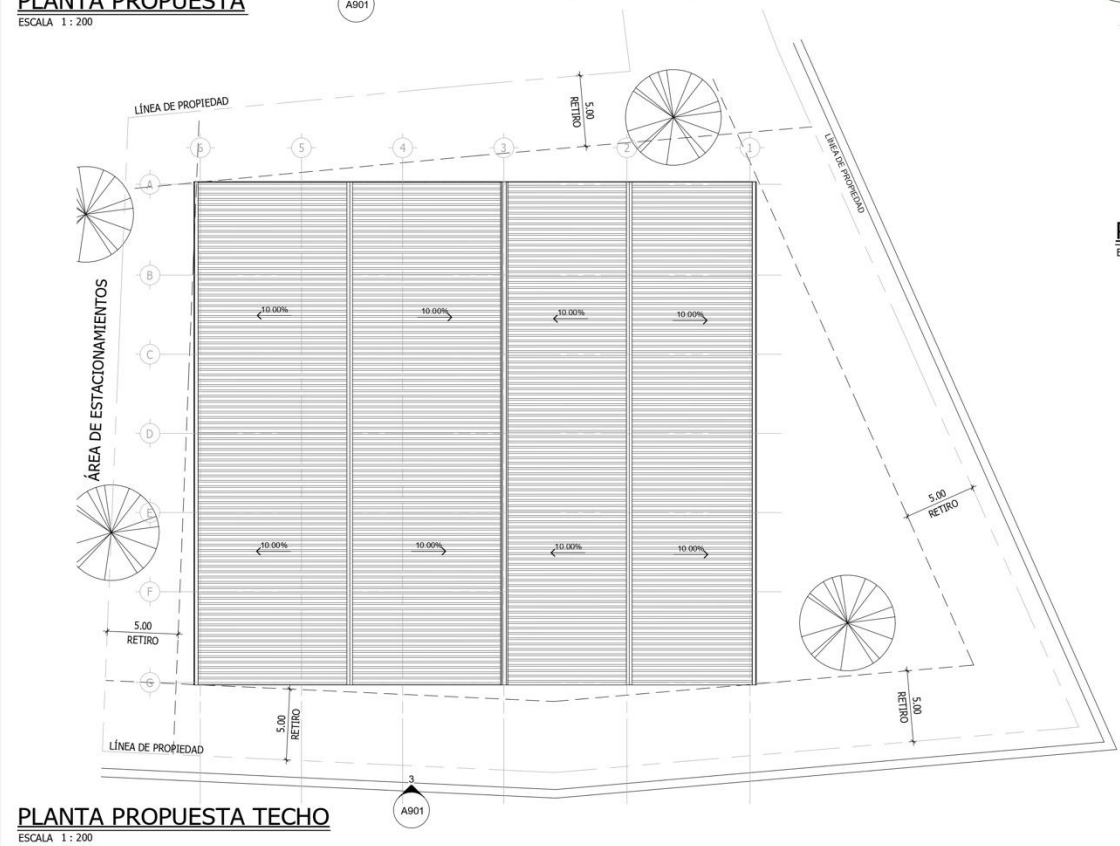 PLANTA PROPUESTA
ESCALA 1 : 200
A901
LÍNEA DE PROPIEDAD
5.00
RETIRO
6
5
4
3
2
1
LÍNEA DE PROPIEDAD
A
B
C
D
E
F
G
ÁREA DE ESTACIONAMIENTOS
10.00%
10.00%
10.00%
10.00%
10.00%
10.00%
10.00%
10.00%
5.00
RETIRO
5.00
RETIRO
5.00
RETIRO
5.00
RETIRO
LÍNEA DE PROPIEDAD
3
A901
PLANTA PROPUESTA TECHO
ESCALA 1 : 200